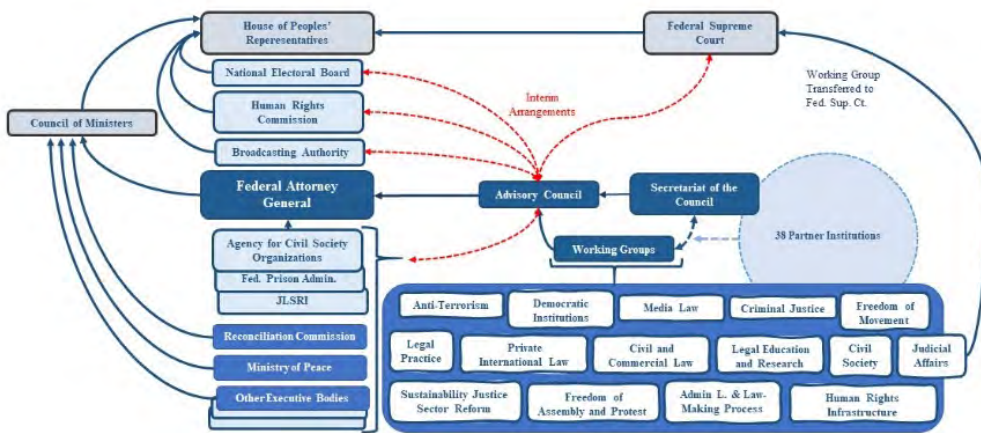 House of Peoples'
Representatives
Federal Supreme
Court
National Electoral Board
Human Rights
Commission
Broadcasting Authority
Council of Ministers
Interim
Arrangements
Working Group
Transferred to
Fed. Sup. Ct.
Federal Attorney
General
Advisory Council
Secretariat of the
Council
38 Partner Institutions
Working Groups
Agency for Civil Society
Organizations
Fed. Prison Admin.
JLSRI
Reconciliation Commission
Ministry of Peace
Other Executive Bodies
Anti-Terrorism
Democratic
Institutions
Media Law
Criminal Justice
Freedom of
Movement
Legal
Practice
Private
International Law
Civil and
Commercial Law
Legal Education
and Research
Civil
Society
Judicial
Affairs
Sustainability Justice
Sector Reform
Freedom of
Assembly and Protest
Admin L. & Law-
Making Process
Human Rights
Infrastructure